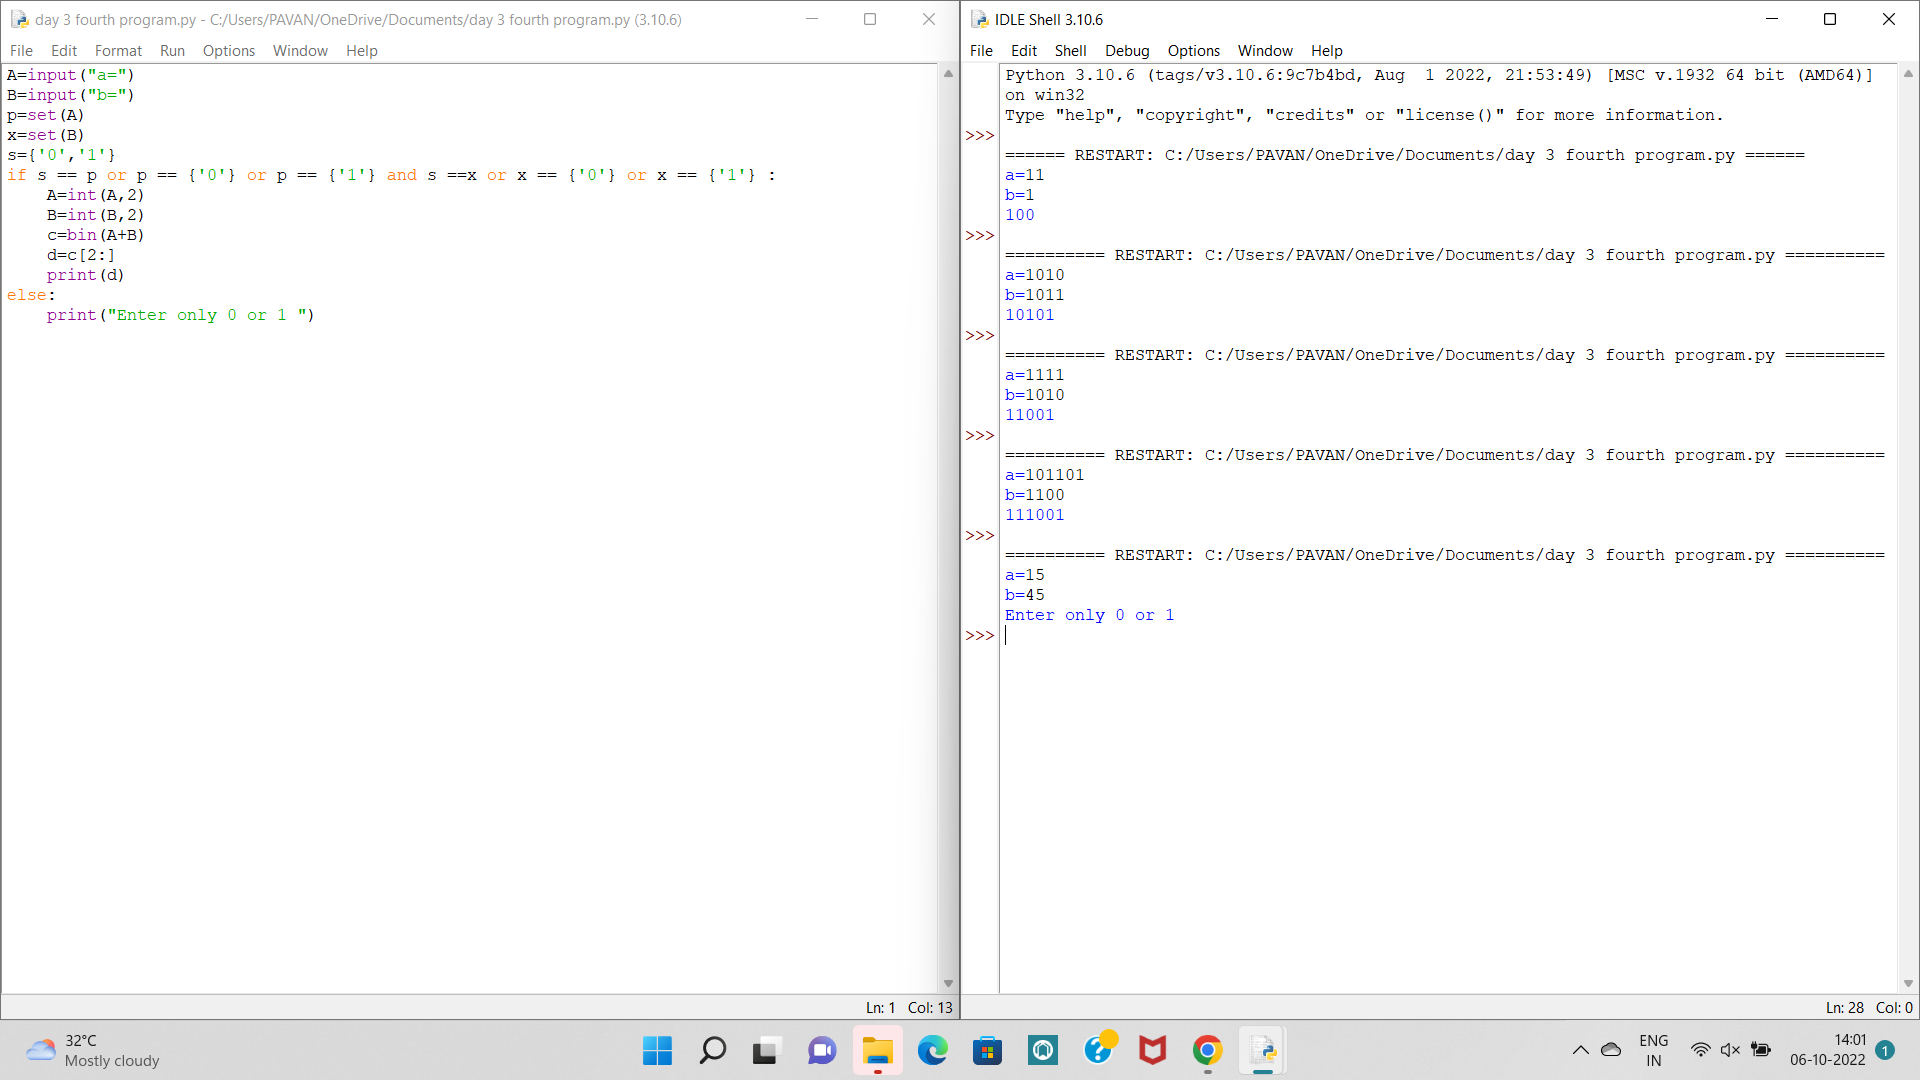 day 3 fourth program.py - C:/Users/PAVAN/OneDrive/Documents/day 3 fourth program.py (3.10.6)
File Edit Format Run Options Window Help
A=input("a=")
B=input("b=")
p=set(A)
x=set(B)
s={'0','1'}
if s == p or p == {'0'} or p == {'1'} and s ==x or x == {'0'} or x == {'1'} :
    A=int(A,2)
    B=int(B,2)
    c=bin(A+B)
    d=c[2:]
    print(d)
else:
    print("Enter only 0 or 1 ")
Ln: 1 Col: 13
IDLE Shell 3.10.6
File Edit Shell Debug Options Window Help
Python 3.10.6 (tags/v3.10.6:9c7b4bd, Aug  1 2022, 21:53:49) [MSC v.1932 64 bit (AMD64)]
on win32
Type "help", "copyright", "credits" or "license()" for more information.
>>>
====== RESTART: C:/Users/PAVAN/OneDrive/Documents/day 3 fourth program.py ======
a=11
b=1
100
>>>
========== RESTART: C:/Users/PAVAN/OneDrive/Documents/day 3 fourth program.py ==========
a=1010
b=1011
10101
>>>
========== RESTART: C:/Users/PAVAN/OneDrive/Documents/day 3 fourth program.py ==========
a=1111
b=1010
11001
>>>
========== RESTART: C:/Users/PAVAN/OneDrive/Documents/day 3 fourth program.py ==========
a=101101
b=1100
111001
>>>
========== RESTART: C:/Users/PAVAN/OneDrive/Documents/day 3 fourth program.py ==========
a=15
b=45
Enter only 0 or 1
>>>
Ln: 28 Col: 0
32°C
Mostly cloudy
ENG
IN
14:01
06-10-2022
1